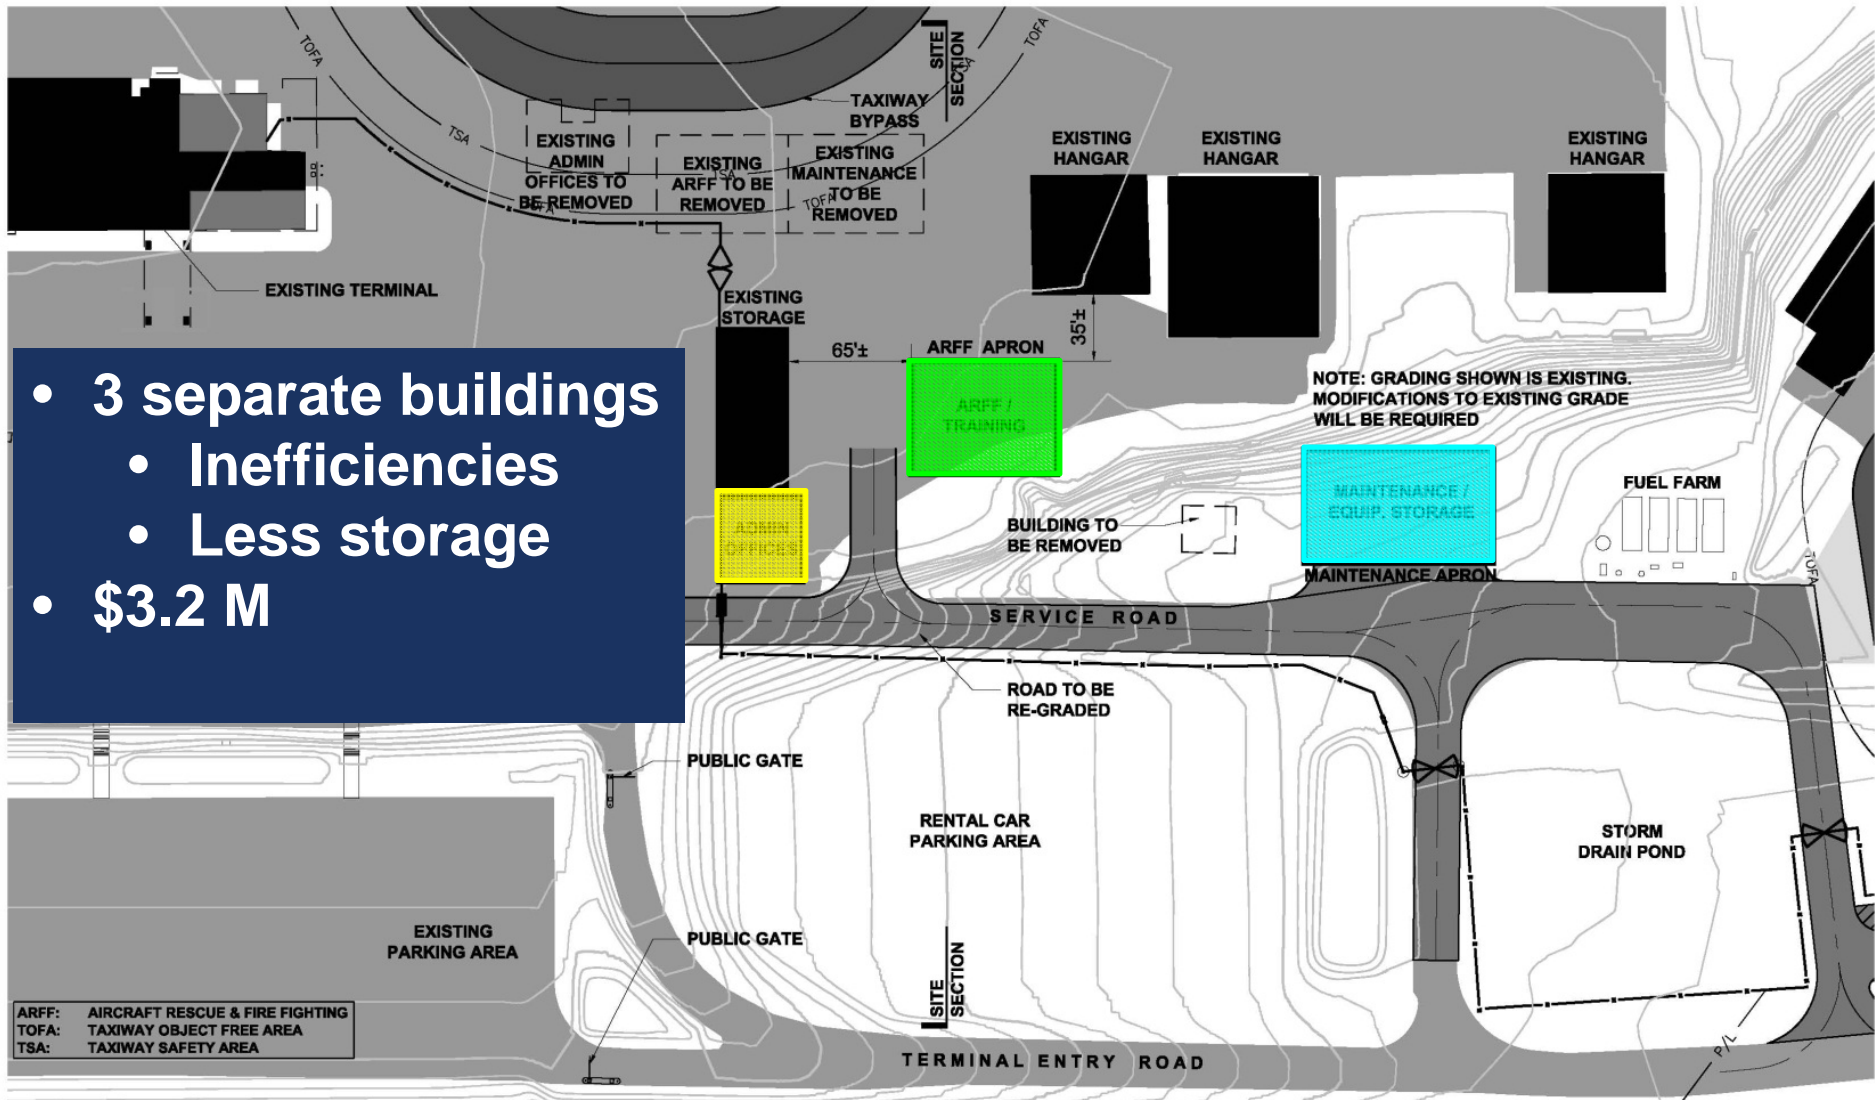 TOFA
TSA
TOFA
TSA
SITE
SECTION
TAXIWAY
BYPASS
EXISTING
ADMIN
OFFICES TO
BE REMOVED
TOFA
EXISTING
ARFF TO BE
REMOVED
TSA
EXISTING
MAINTENANCE
TO BE
REMOVED
TOFA
EXISTING
HANGAR
EXISTING
HANGAR
EXISTING
HANGAR
EXISTING TERMINAL
EXISTING
STORAGE
65'±
ARFF APRON
35'±
ARFF /
TRAINING
NOTE: GRADING SHOWN IS EXISTING.
MODIFICATIONS TO EXISTING GRADE
WILL BE REQUIRED
• 3 separate buildings
• Inefficiencies
• Less storage
• $3.2 M
ADMIN
OFFICES
BUILDING TO
BE REMOVED
MAINTENANCE /
EQUIP. STORAGE
MAINTENANCE APRON
FUEL FARM
TOFA
SERVICE ROAD
ROAD TO BE
RE-GRADED
PUBLIC GATE
RENTAL CAR
PARKING AREA
STORM
DRAIN POND
EXISTING
PARKING AREA
PUBLIC GATE
SITE
SECTION
ARFF: AIRCRAFT RESCUE & FIRE FIGHTING
TOFA: TAXIWAY OBJECT FREE AREA
TSA: TAXIWAY SAFETY AREA
TERMINAL ENTRY ROAD
P/L